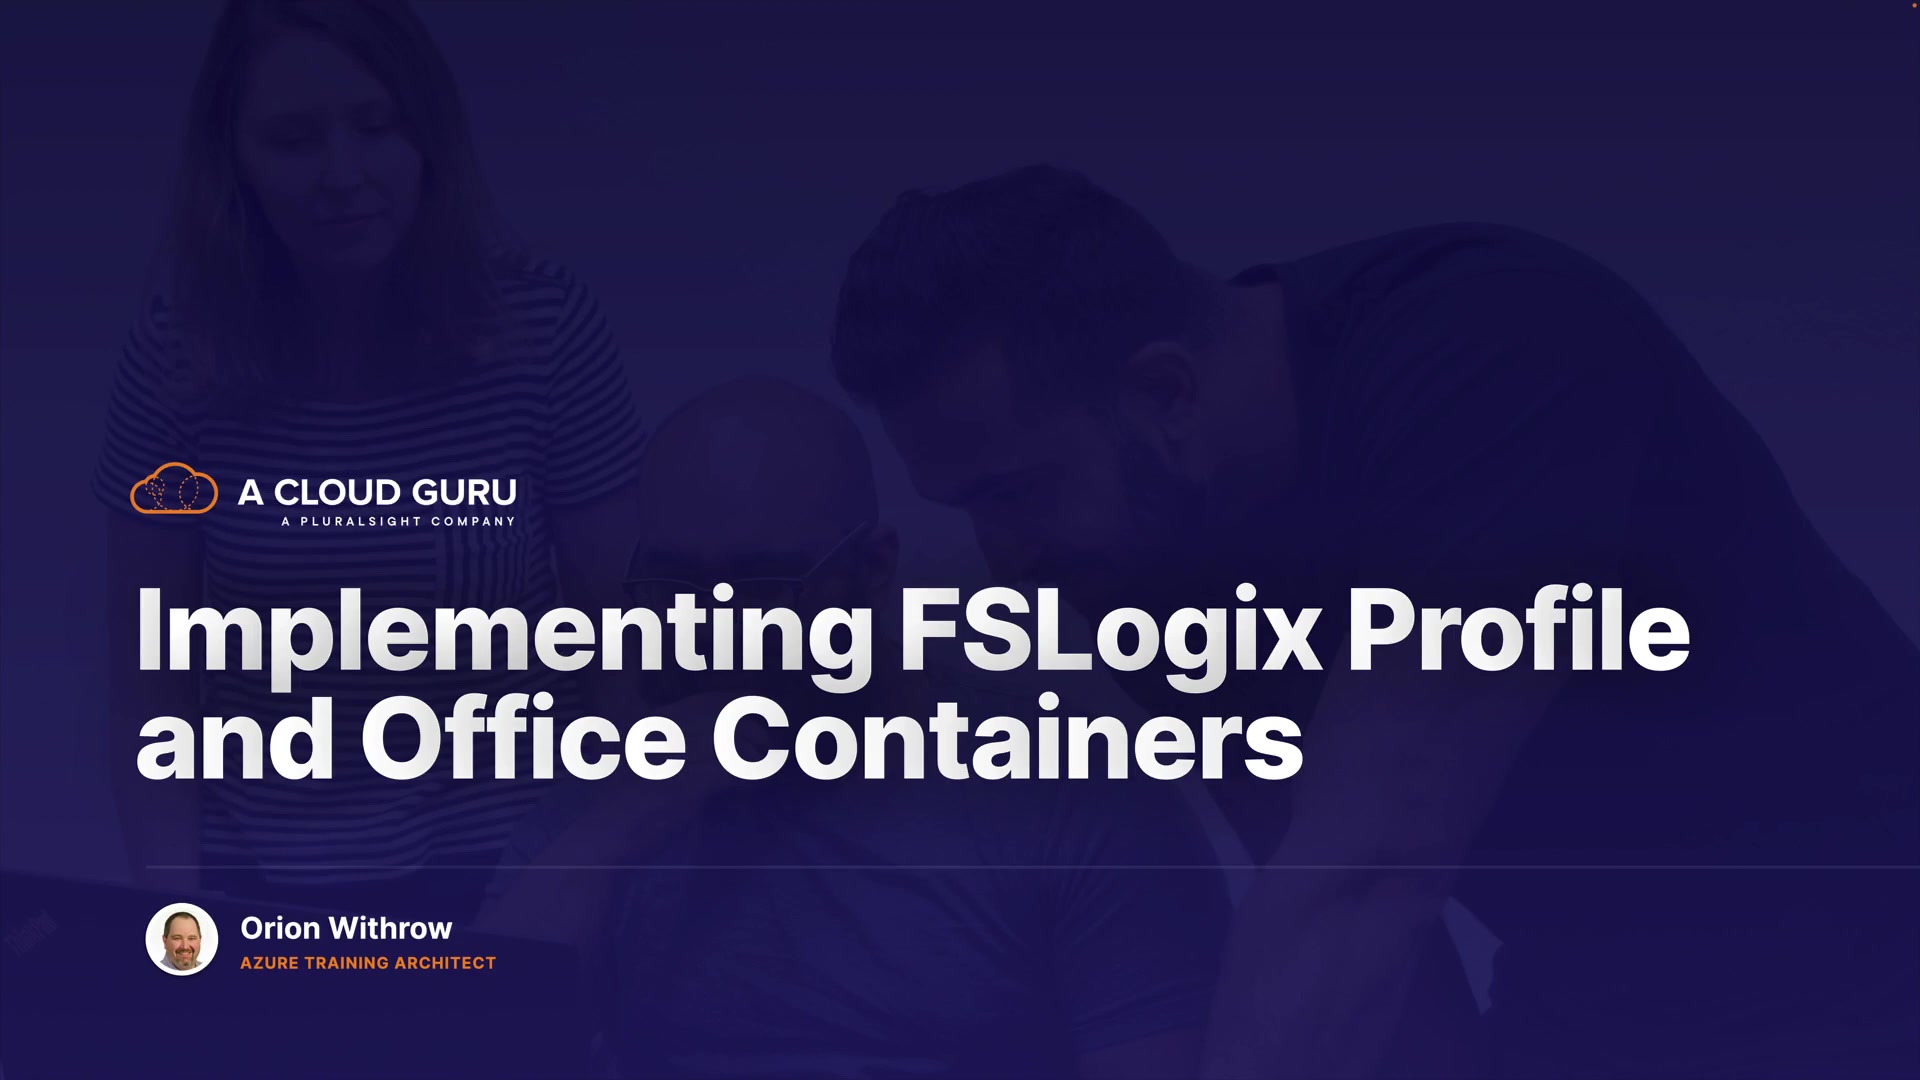 A CLOUD GURU
A PLURALSIGHT COMPANY
Implementing FSLogix Profile
and Office Containers
Orion Withrow
AZURE TRAINING ARCHITECT